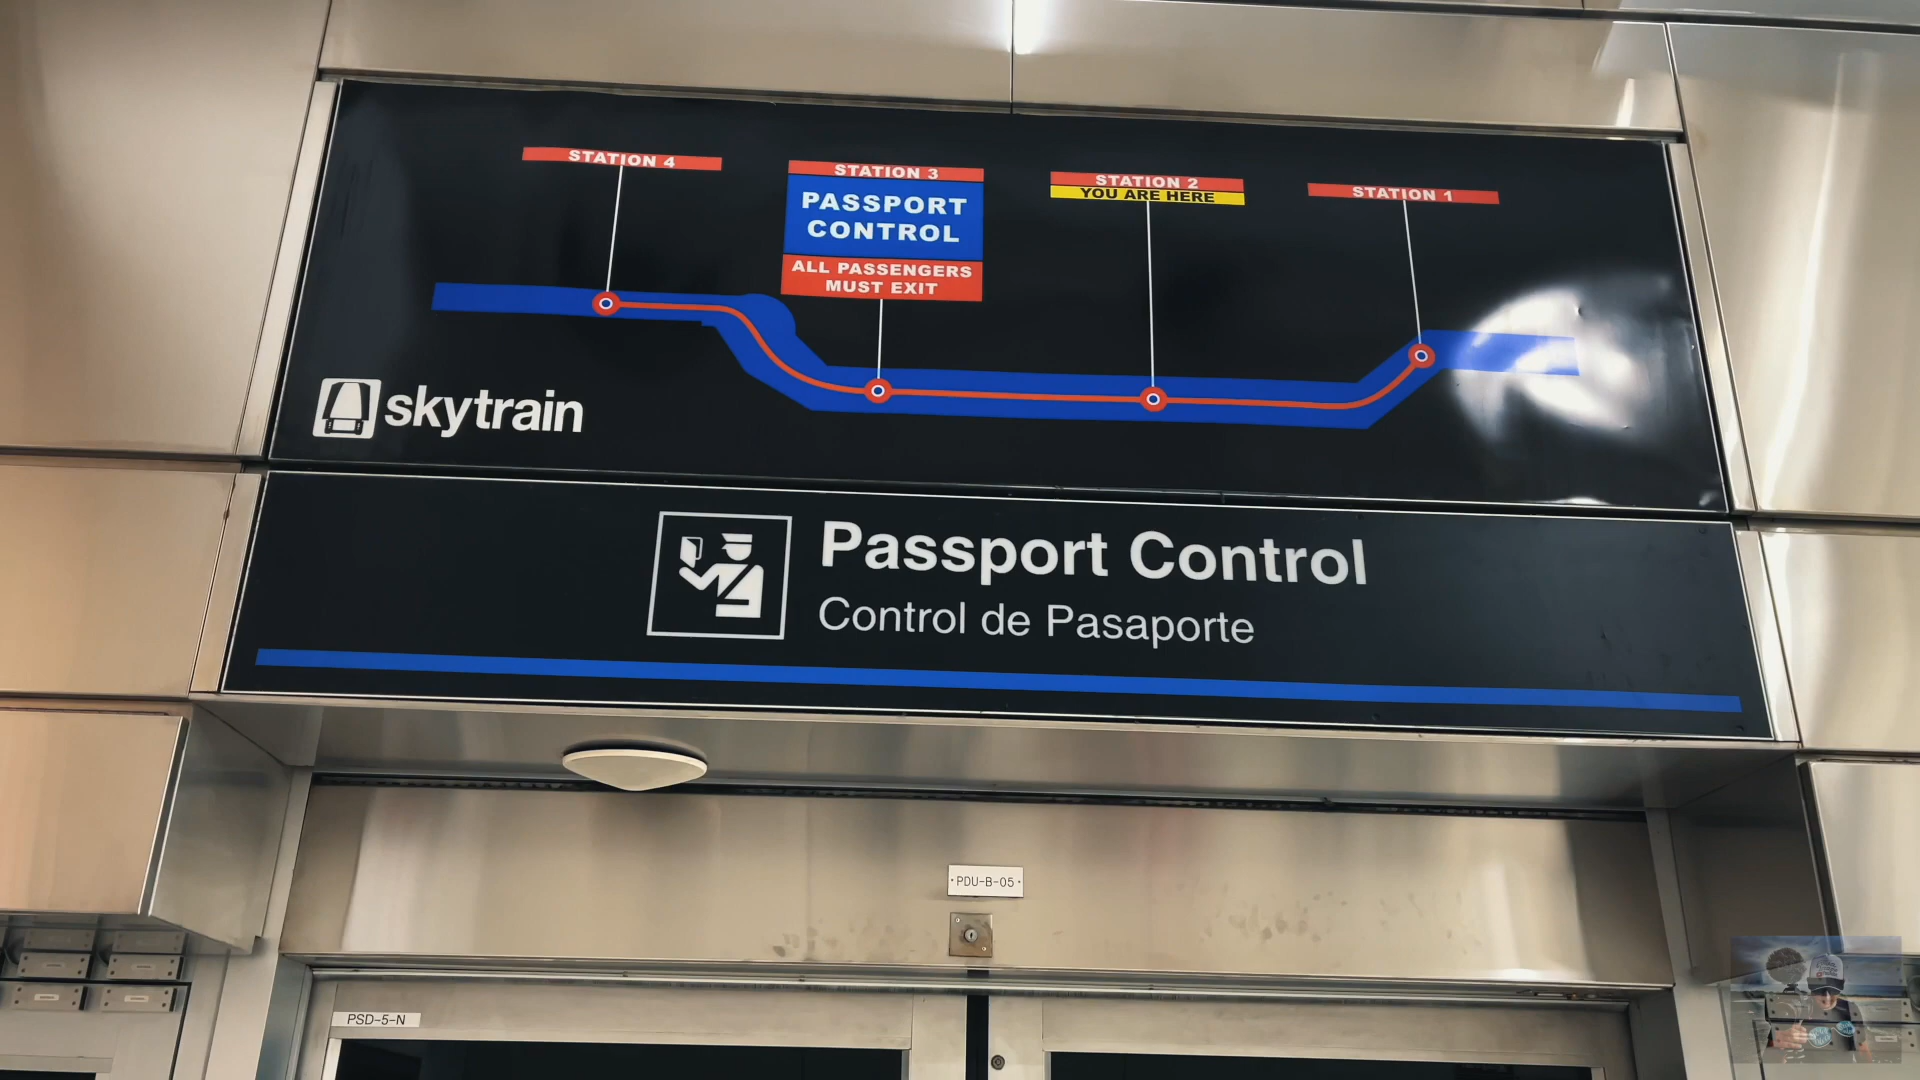 STATION 4
STATION 3
PASSPORT
CONTROL
ALL PASSENGERS
MUST EXIT
STATION 2
YOU ARE HERE
STATION 1
skytrain
Passport Control
Control de Pasaporte
PDU-B-05
PSD-5-N